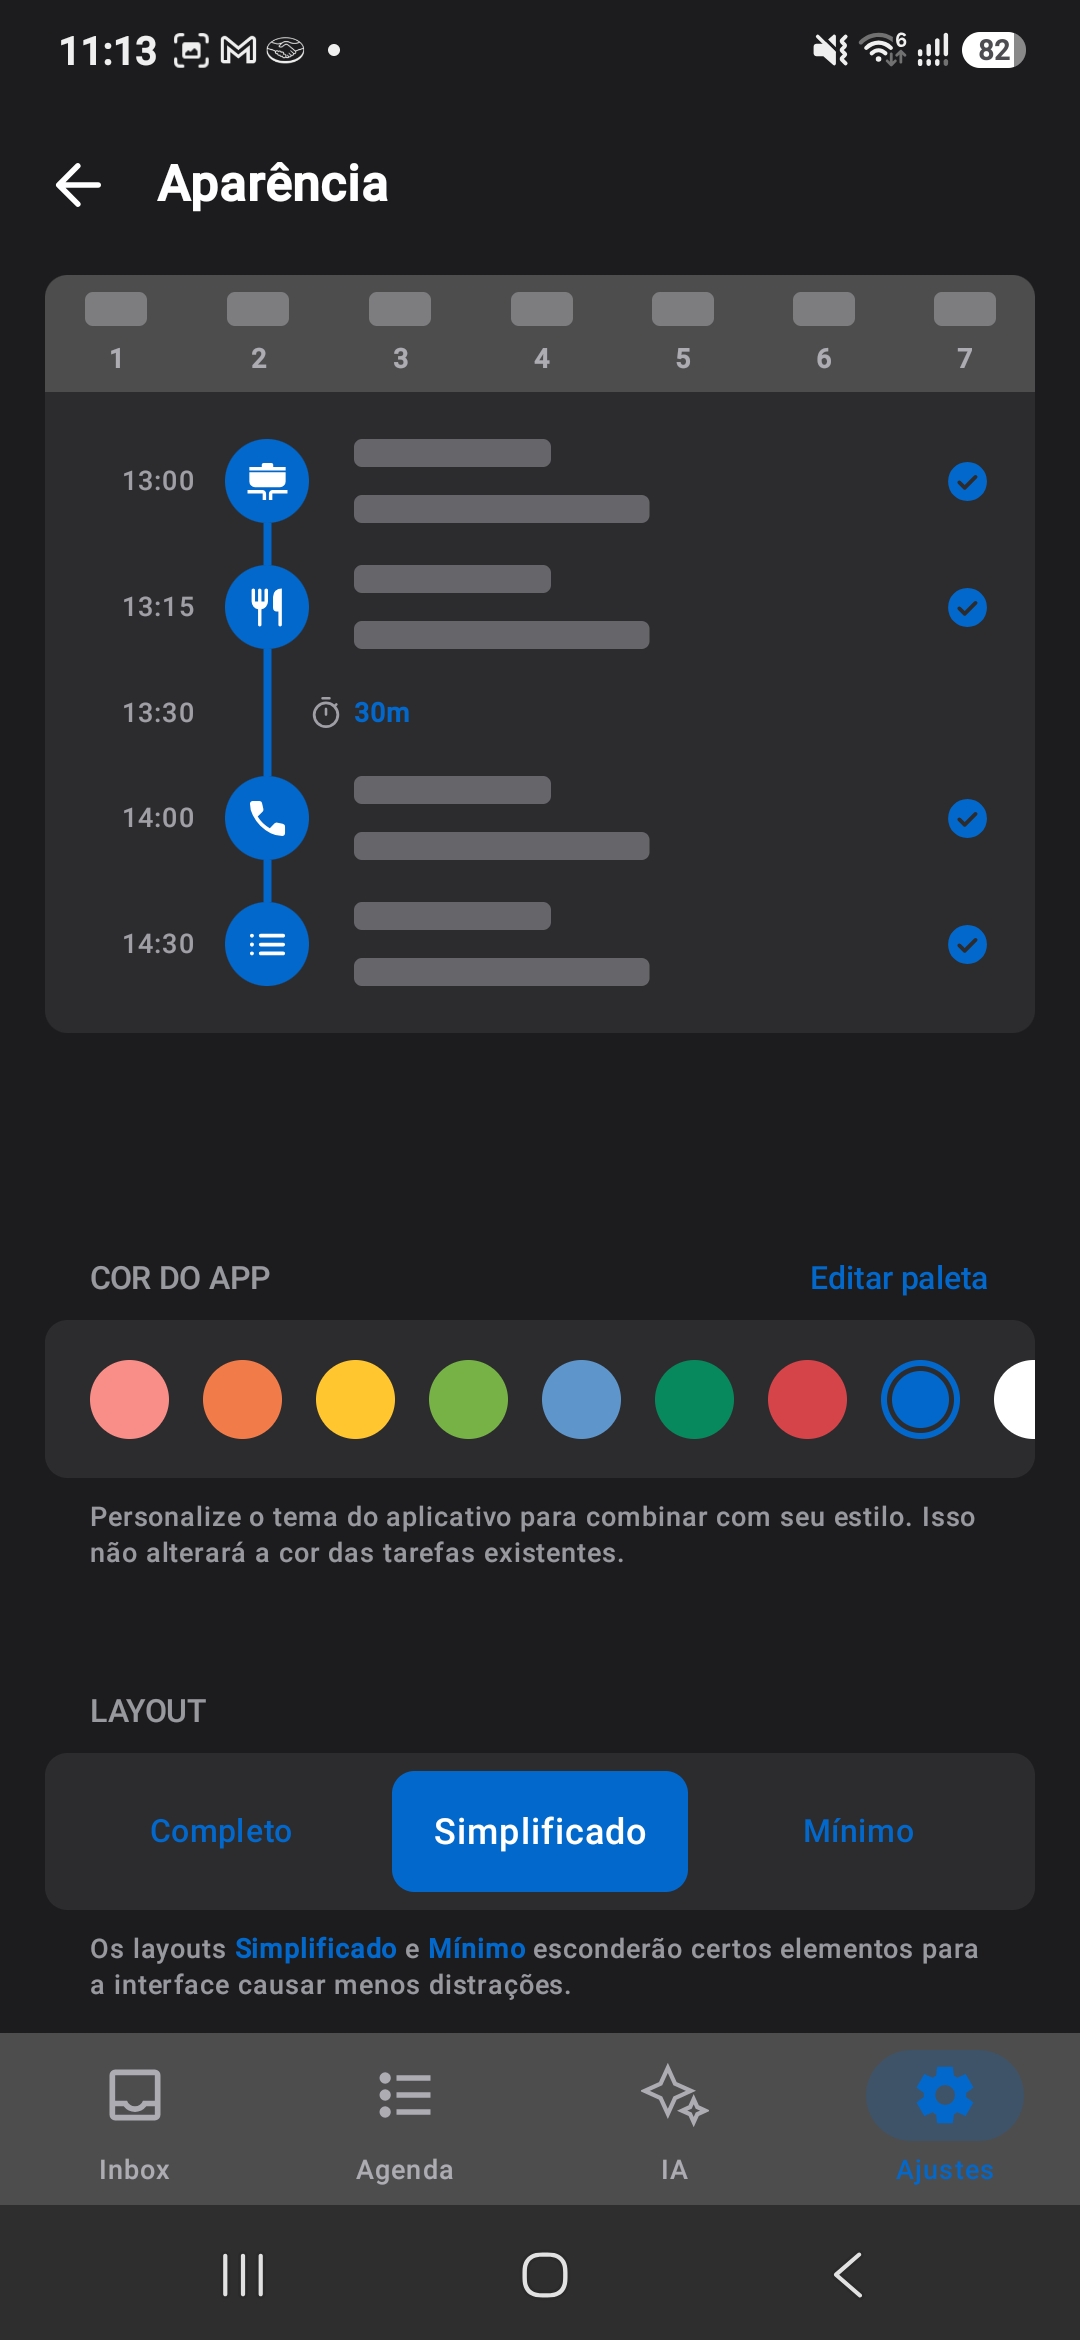 11:13
6
82
Aparência
1 2 3 4 5 6 7
13:00
13:15
13:30 30m
14:00
14:30
COR DO APP Editar paleta
Personalize o tema do aplicativo para combinar com seu estilo. Isso
não alterará a cor das tarefas existentes.
LAYOUT
Completo Simplificado Mínimo
Os layouts Simplificado e Mínimo esconderão certos elementos para
a interface causar menos distrações.
Inbox Agenda IA Ajustes